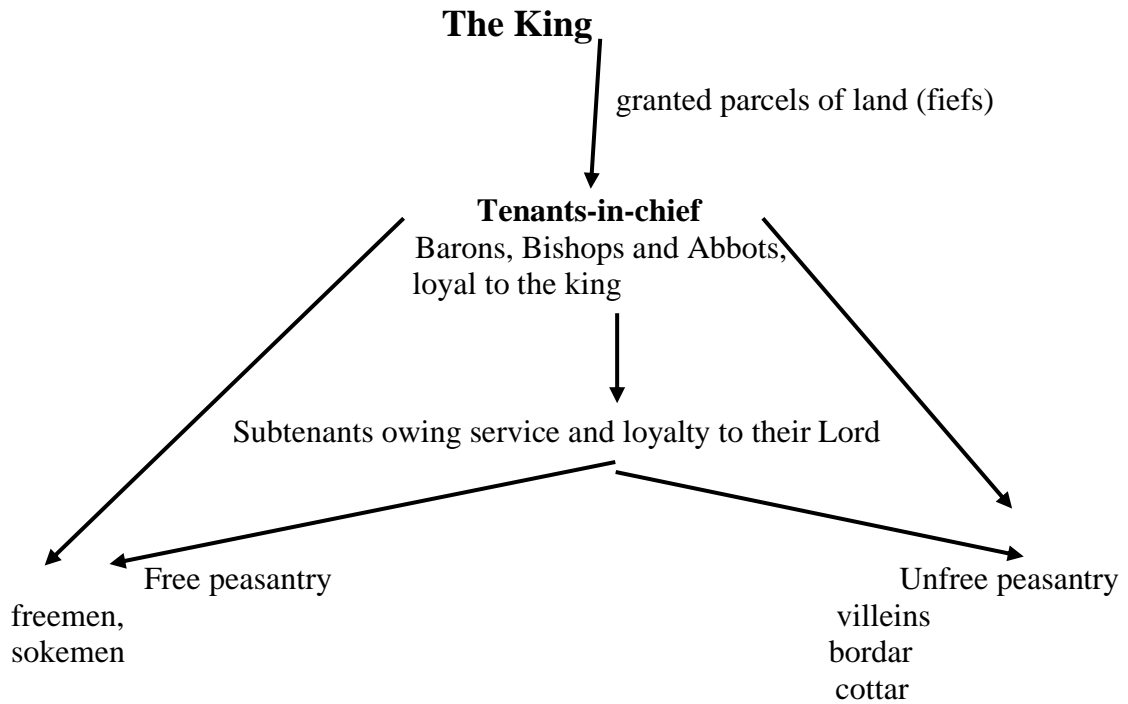 The King
granted parcels of land (fiefs)
Tenants-in-chief
Barons, Bishops and Abbots,
loyal to the king
Subtenants owing service and loyalty to their Lord
Free peasantry
freemen,
sokemen
Unfree peasantry
villeins
bordar
cottar